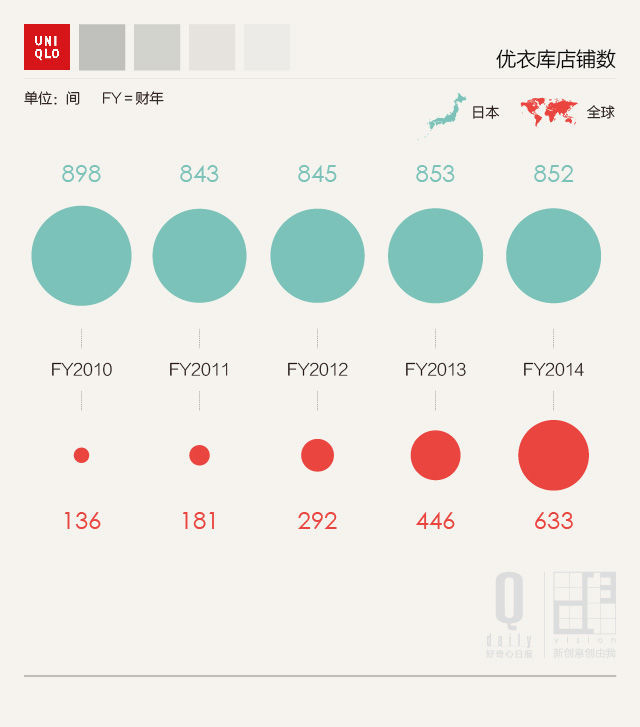 UNI
QLO
优衣库店铺数
单位：间 FY＝财年
日本
全球
898 843 845 853 852
FY2010 FY2011 FY2012 FY2013 FY2014
136 181 292 446 633
Q
daily
好奇心日报
vision
新创意创由我